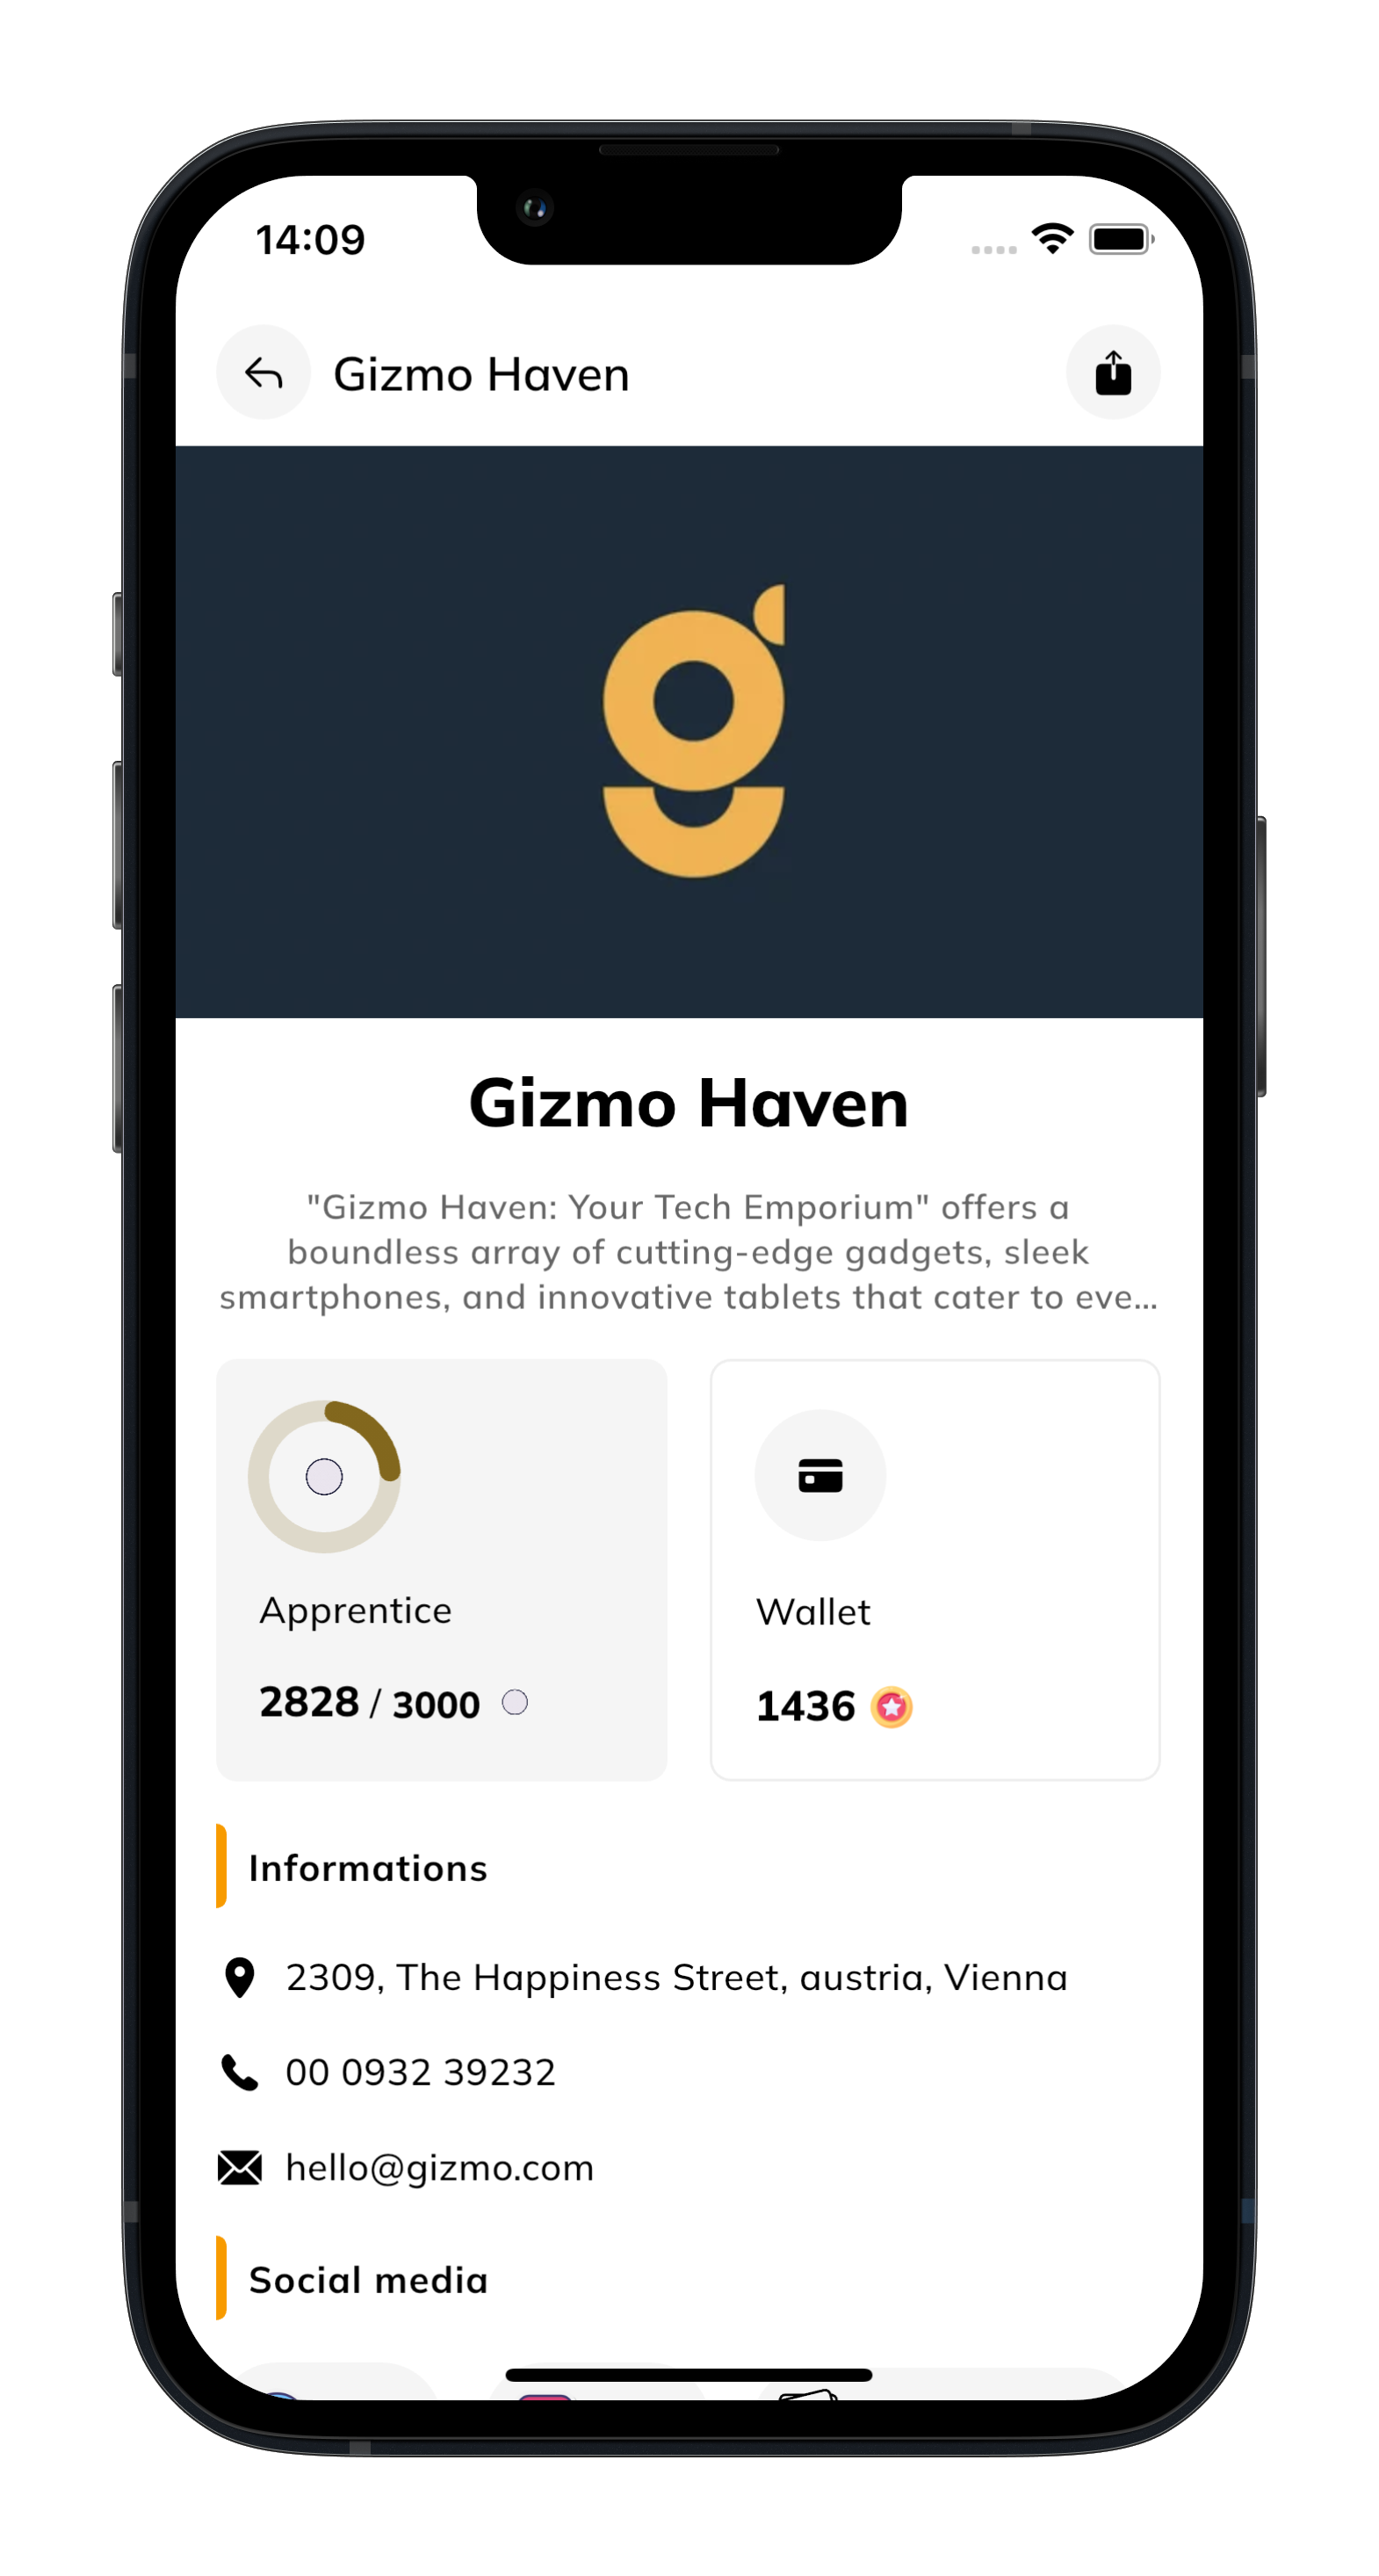 14:09
Gizmo Haven
g
Gizmo Haven
"Gizmo Haven: Your Tech Emporium" offers a
boundless array of cutting-edge gadgets, sleek
smartphones, and innovative tablets that cater to eve...
Apprentice
2828 / 3000
Wallet
1436
Informations
2309, The Happiness Street, austria, Vienna
00 0932 39232
hello@gizmo.com
Social media